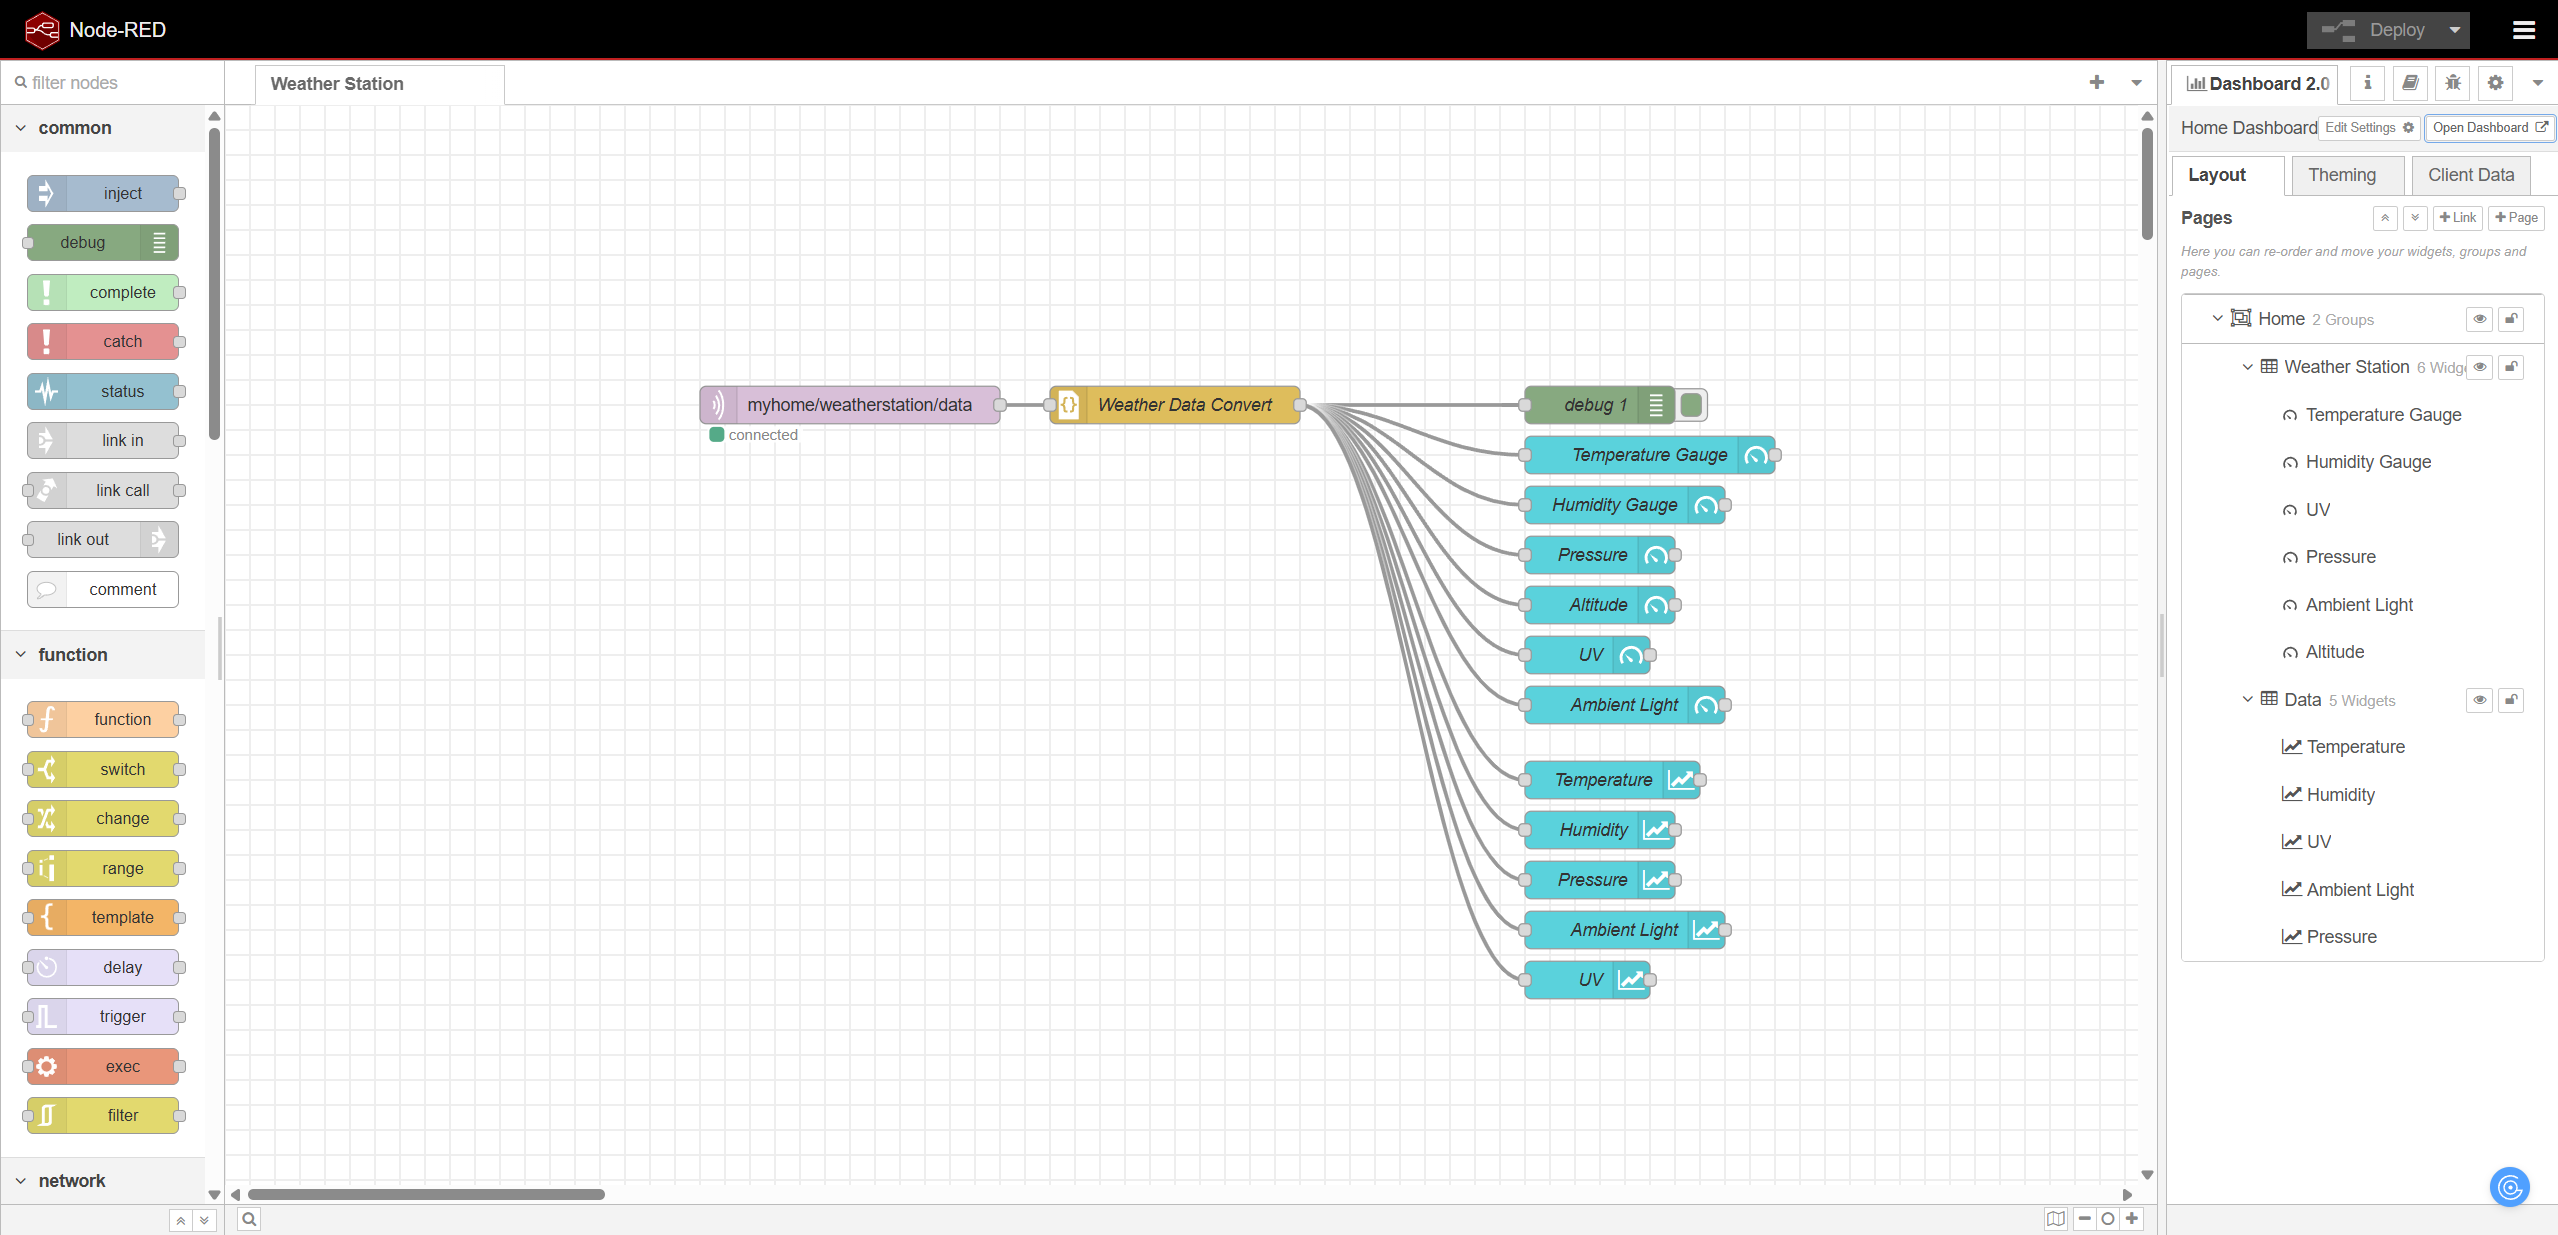 Node-RED
Deploy
filter nodes
Weather Station
Dashboard 2.0
common
inject
debug
complete
catch
status
link in
link call
link out
comment
function
function
switch
change
range
template
delay
trigger
exec
filter
network
myhome/weatherstation/data
connected
Weather Data Convert
debug 1
Temperature Gauge
Humidity Gauge
Pressure
Altitude
UV
Ambient Light
Temperature
Humidity
Pressure
Ambient Light
UV
Home Dashboard Edit Settings Open Dashboard
Layout Theming Client Data
Pages Link Page
Here you can re-order and move your widgets, groups and
pages.
Home 2 Groups
Weather Station 6 Widg
Temperature Gauge
Humidity Gauge
UV
Pressure
Ambient Light
Altitude
Data 5 Widgets
Temperature
Humidity
UV
Ambient Light
Pressure